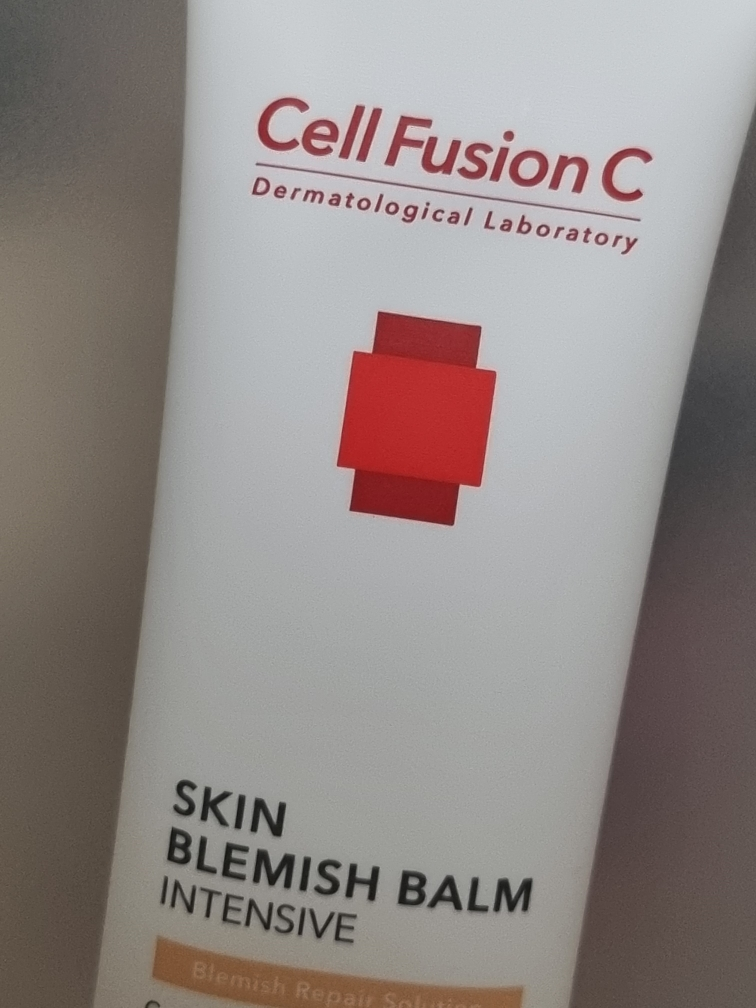 Cell Fusion C
Dermatological Laboratory
SKIN
BLEMISH BALM
INTENSIVE
Blemish Repair Solution